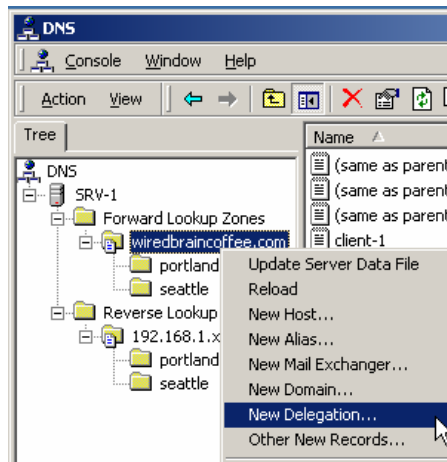 DNS
Console Window Help
Action View
Tree
Name
DNS
(same as parent
SRV-1
(same as parent
Forward Lookup Zones
(same as parent
wiredbraincoffee.com
client-1
portland
seattle
Reverse Lookup
192.168.1.x
portland
seattle
Update Server Data File
Reload
New Host...
New Alias...
New Mail Exchanger...
New Domain...
New Delegation...
Other New Records...